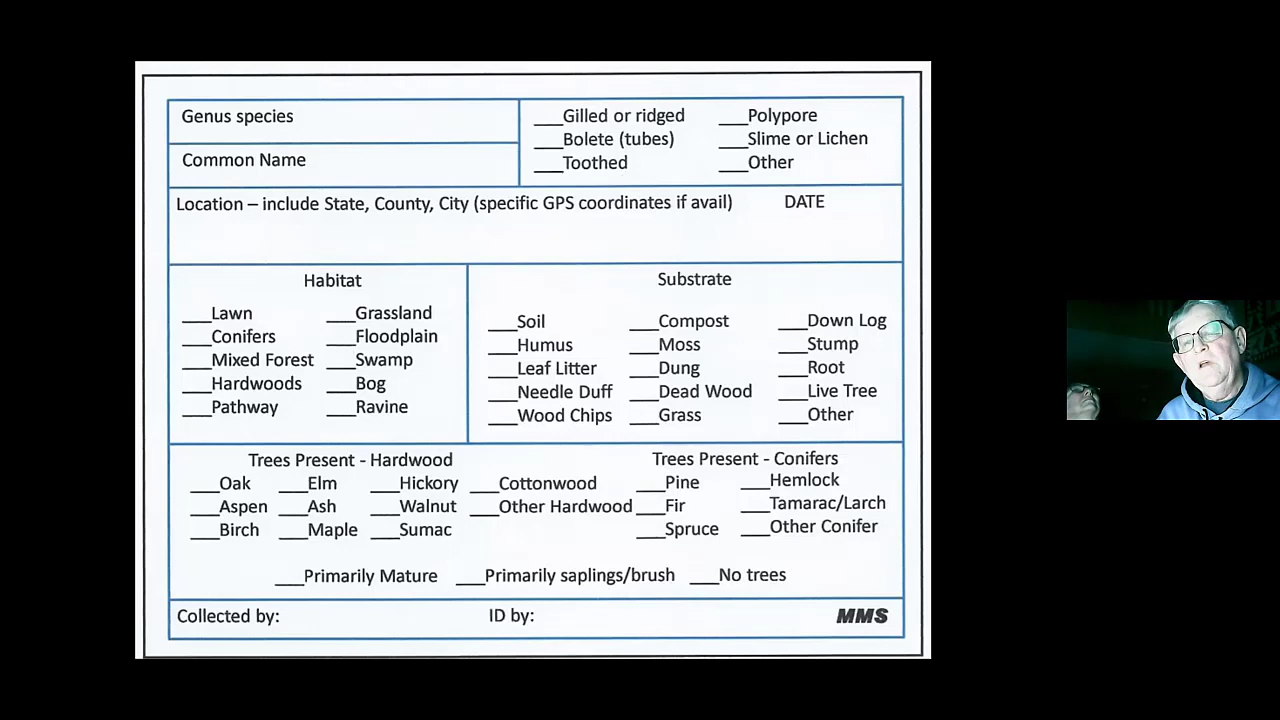 Genus species
Common Name
___Gilled or ridged ___Polypore
___Bolete (tubes) ___Slime or Lichen
___Toothed ___Other
Location – include State, County, City (specific GPS coordinates if avail) DATE
Habitat
___Lawn ___Grassland
___Conifers ___Floodplain
___Mixed Forest ___Swamp
___Hardwoods ___Bog
___Pathway ___Ravine
Substrate
___Soil ___Compost ___Down Log
___Humus ___Moss ___Stump
___Leaf Litter ___Dung ___Root
___Needle Duff ___Dead Wood ___Live Tree
___Wood Chips ___Grass ___Other
Trees Present - Hardwood
___Oak ___Elm ___Hickory ___Cottonwood
___Aspen ___Ash ___Walnut ___Other Hardwood
___Birch ___Maple ___Sumac
Trees Present - Conifers
___Pine ___Hemlock
___Fir ___Tamarac/Larch
___Spruce ___Other Conifer
___Primarily Mature ___Primarily saplings/brush ___No trees
Collected by: ID by: MMS